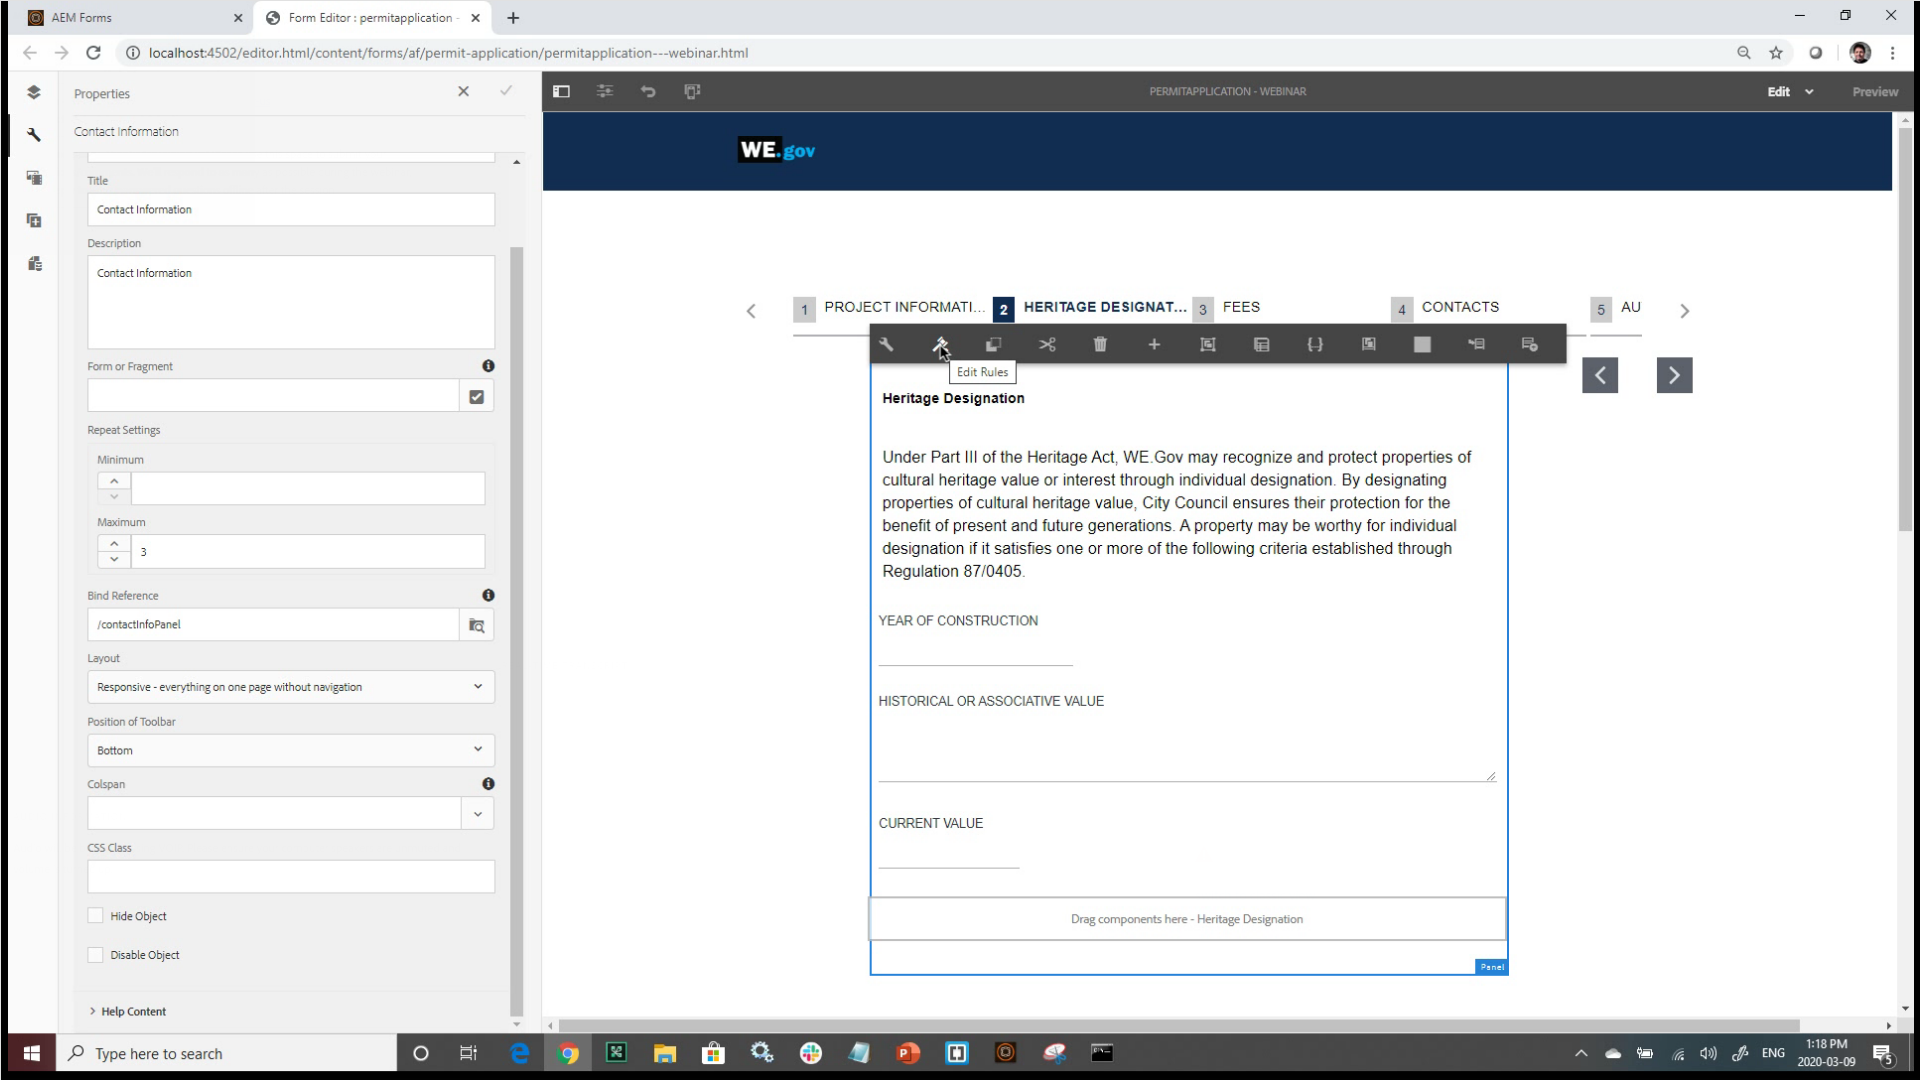 AEM Forms
Form Editor : permitapplication -
localhost:4502/editor.html/content/forms/af/permit-application/permitapplication---webinar.html
Properties
Contact Information
Title
Contact Information
Description
Contact Information
Form or Fragment
Repeat Settings
Minimum
Maximum
3
Bind Reference
/contactInfoPanel
Layout
Responsive - everything on one page without navigation
Position of Toolbar
Bottom
Colspan
CSS Class
Hide Object
Disable Object
Help Content
PERMITAPPLICATION - WEBINAR
Edit
Preview
WE.gov
1 PROJECT INFORMATI... 2 HERITAGE DESIGNAT... 3 FEES 4 CONTACTS 5 AU
Edit Rules
Heritage Designation
Under Part III of the Heritage Act, WE.Gov may recognize and protect properties of
cultural heritage value or interest through individual designation. By designating
properties of cultural heritage value, City Council ensures their protection for the
benefit of present and future generations. A property may be worthy for individual
designation if it satisfies one or more of the following criteria established through
Regulation 87/0405.
YEAR OF CONSTRUCTION
HISTORICAL OR ASSOCIATIVE VALUE
CURRENT VALUE
Drag components here - Heritage Designation
Panel
Type here to search
ENG
1:18 PM
2020-03-09
5